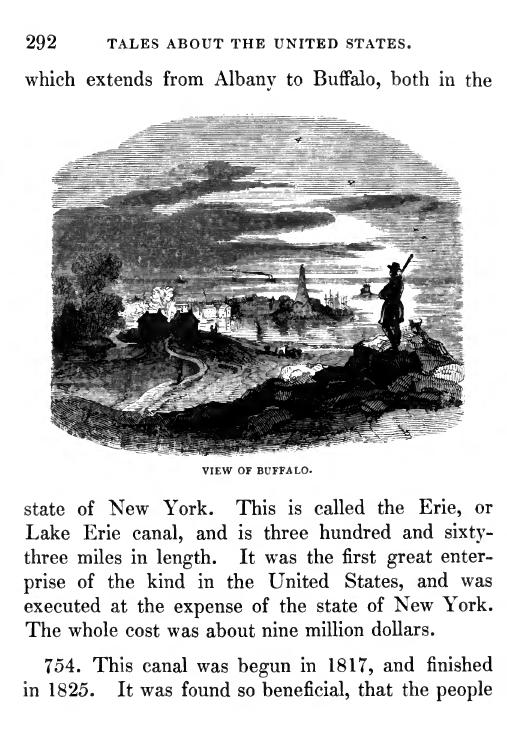 292 TALES ABOUT THE UNITED STATES.
which extends from Albany to Buffalo, both in the
VIEW OF BUFFALO.
state of New York. This is called the Erie, or
Lake Erie canal, and is three hundred and sixty-
three miles in length. It was the first great enter-
prise of the kind in the United States, and was
executed at the expense of the state of New York.
The whole cost was about nine million dollars.
754. This canal was begun in 1817, and finished
in 1825. It was found so beneficial, that the people